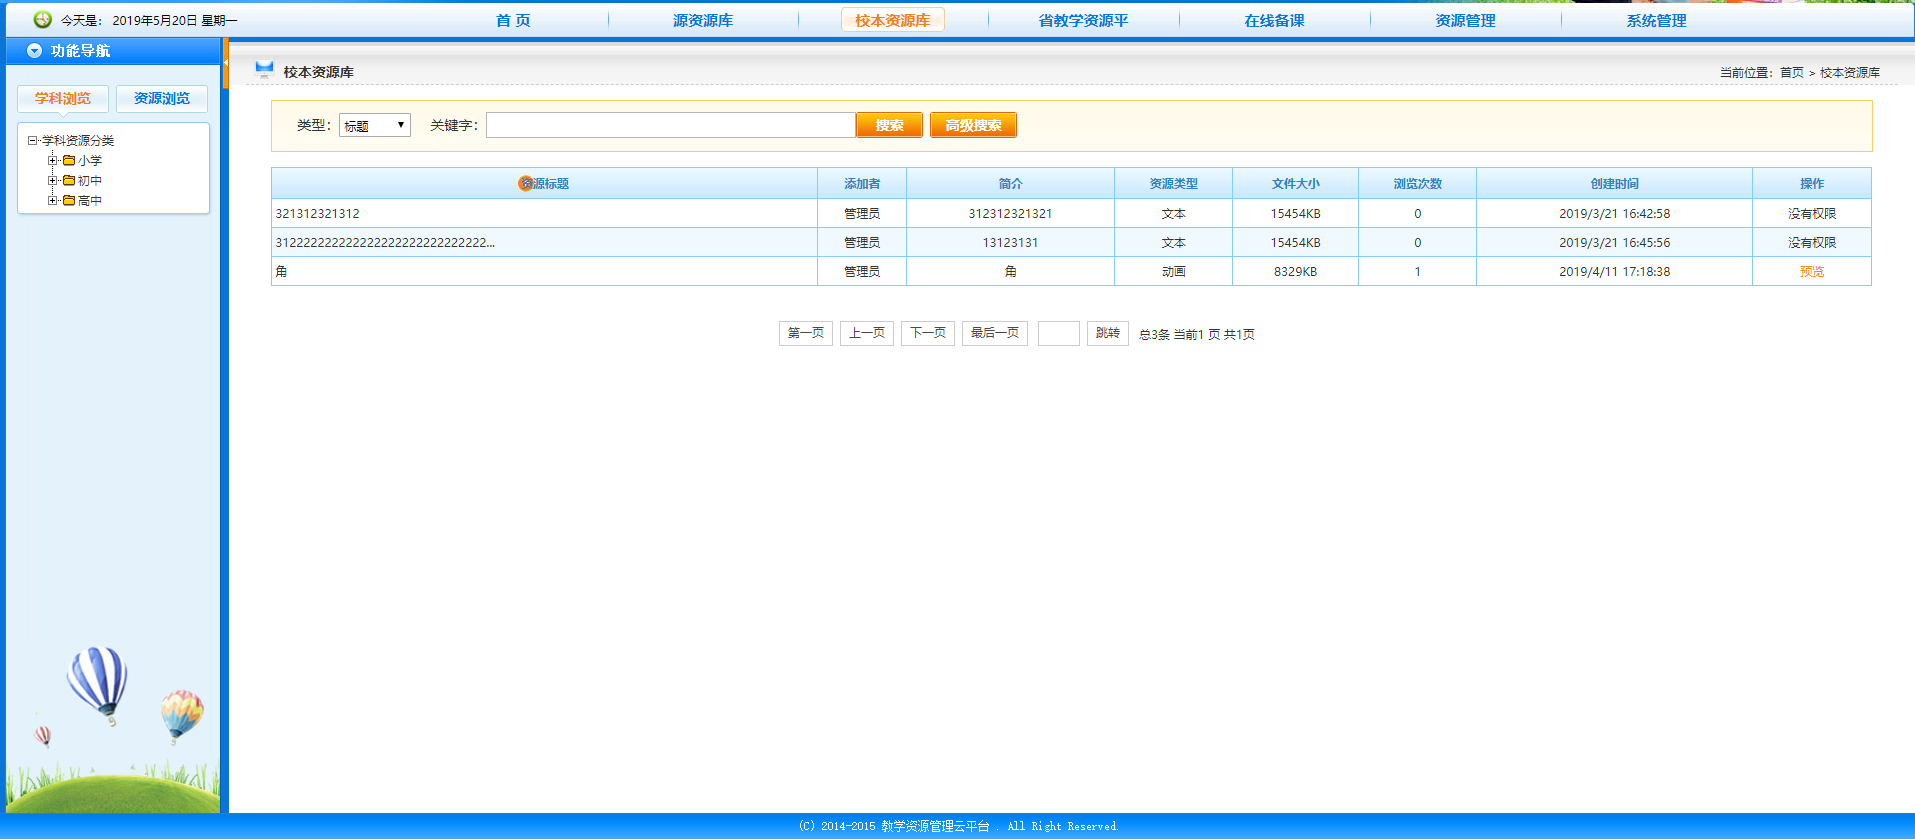 今天是： 2019年5月20日 星期一
首 页 源资源库 校本资源库 省教学资源平 在线备课 资源管理 系统管理
功能导航
校本资源库
当前位置：首页 > 校本资源库
学科浏览 资源浏览
类型： 标题 关键字： 搜索 高级搜索
学科资源分类
小学
初中
高中
资源标题 添加者 简介 资源类型 文件大小 浏览次数 创建时间 操作
321312321312 管理员 312312321321 文本 15454KB 0 2019/3/21 16:42:58 没有权限
管理员 13123131 文本 15454KB 0 2019/3/21 16:45:56 没有权限
角 管理员 角 动画 8329KB 1 2019/4/11 17:18:38 预览
第一页 上一页 下一页 最后一页 跳转 总3条 当前1 页 共1页
(C) 2014-2015 教学资源管理云平台 . All Right Reserved.